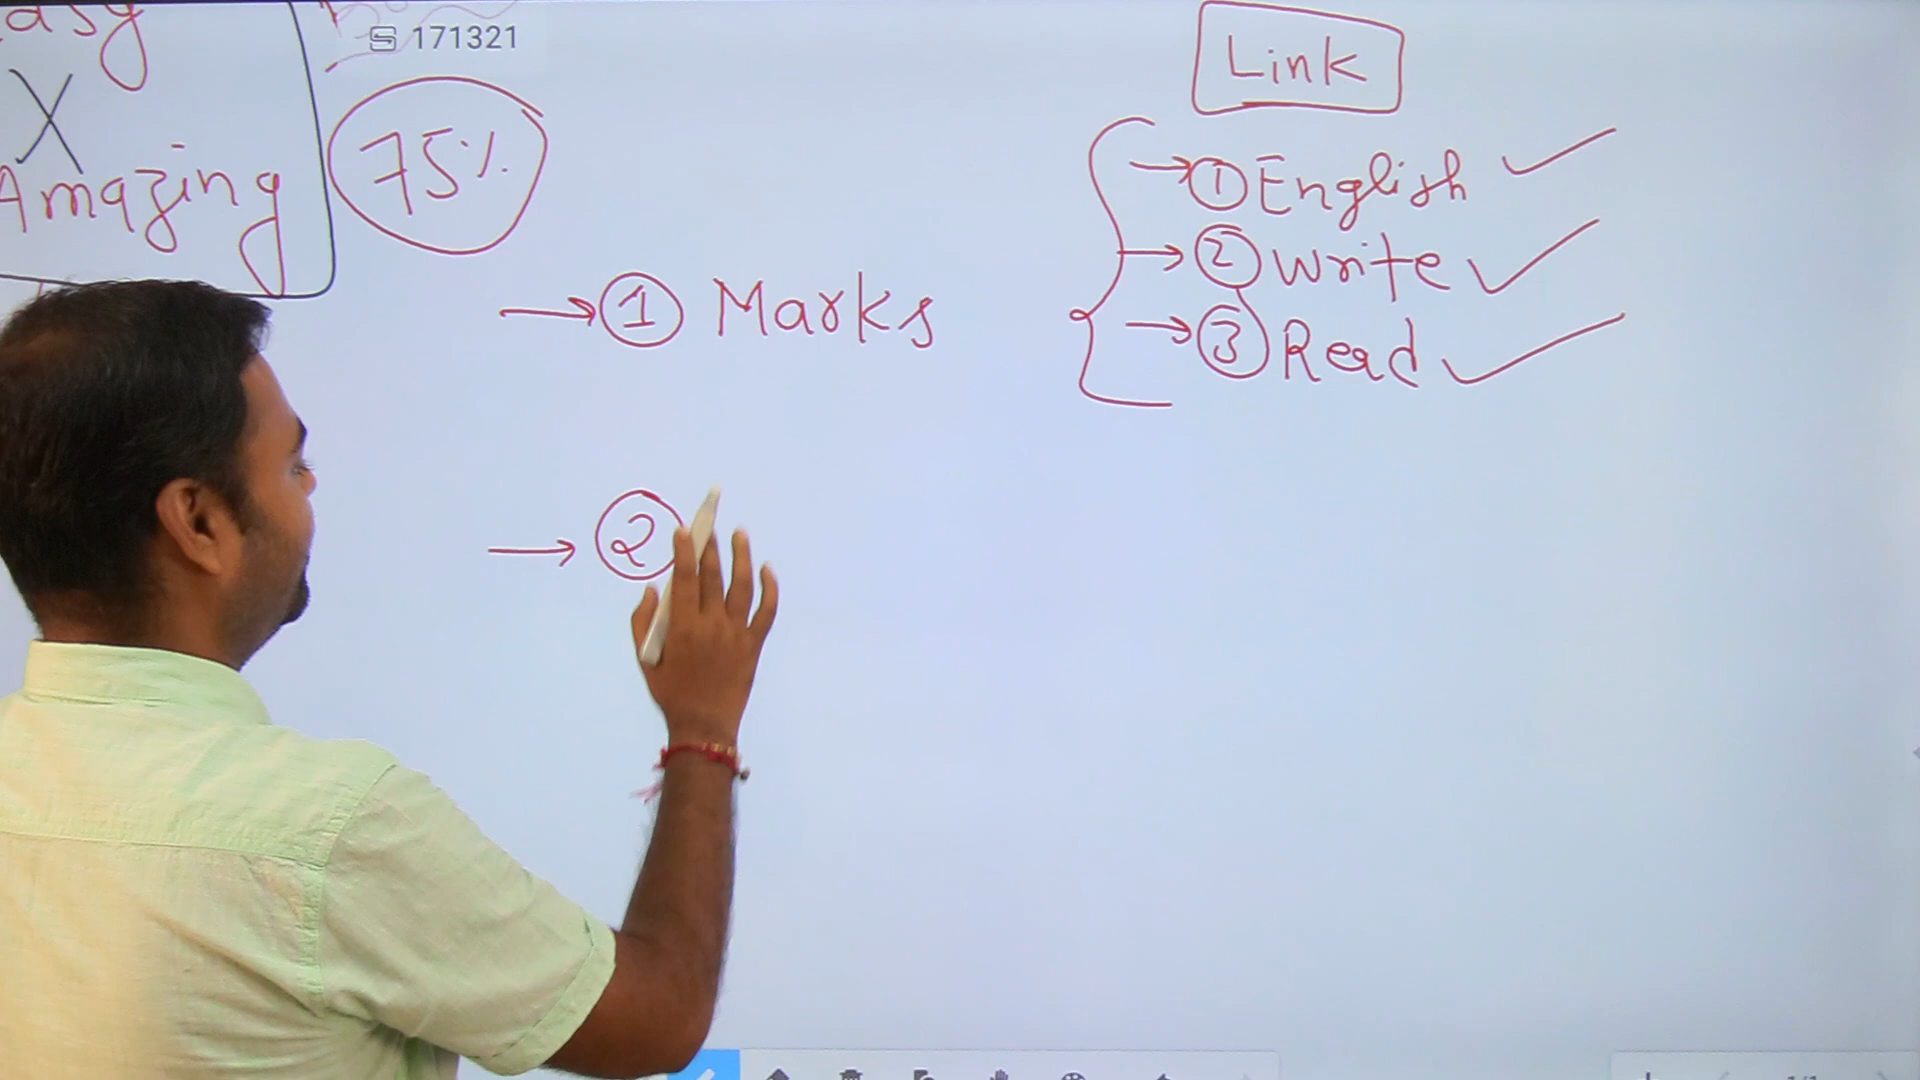 asy
X
Amazing
75%
171321
→ 1 Marks
→ 2
Link
→ 1 English ✓
→ 2 Write ✓
→ 3 Read ✓